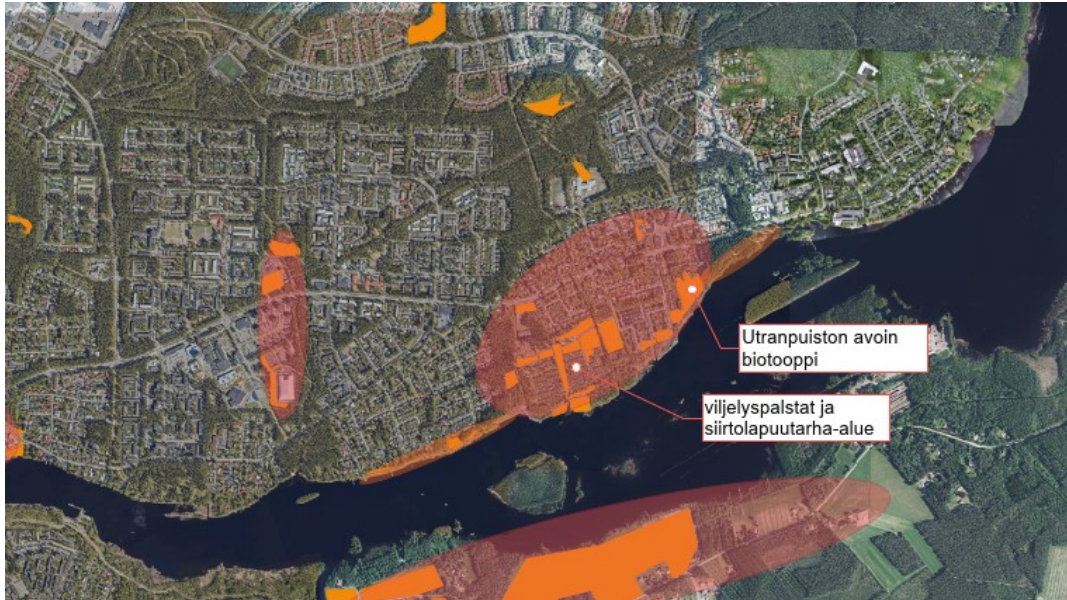 Utranpuiston avoin
biotooppi
viljelyspalstat ja
siirtolapuutarha-alue